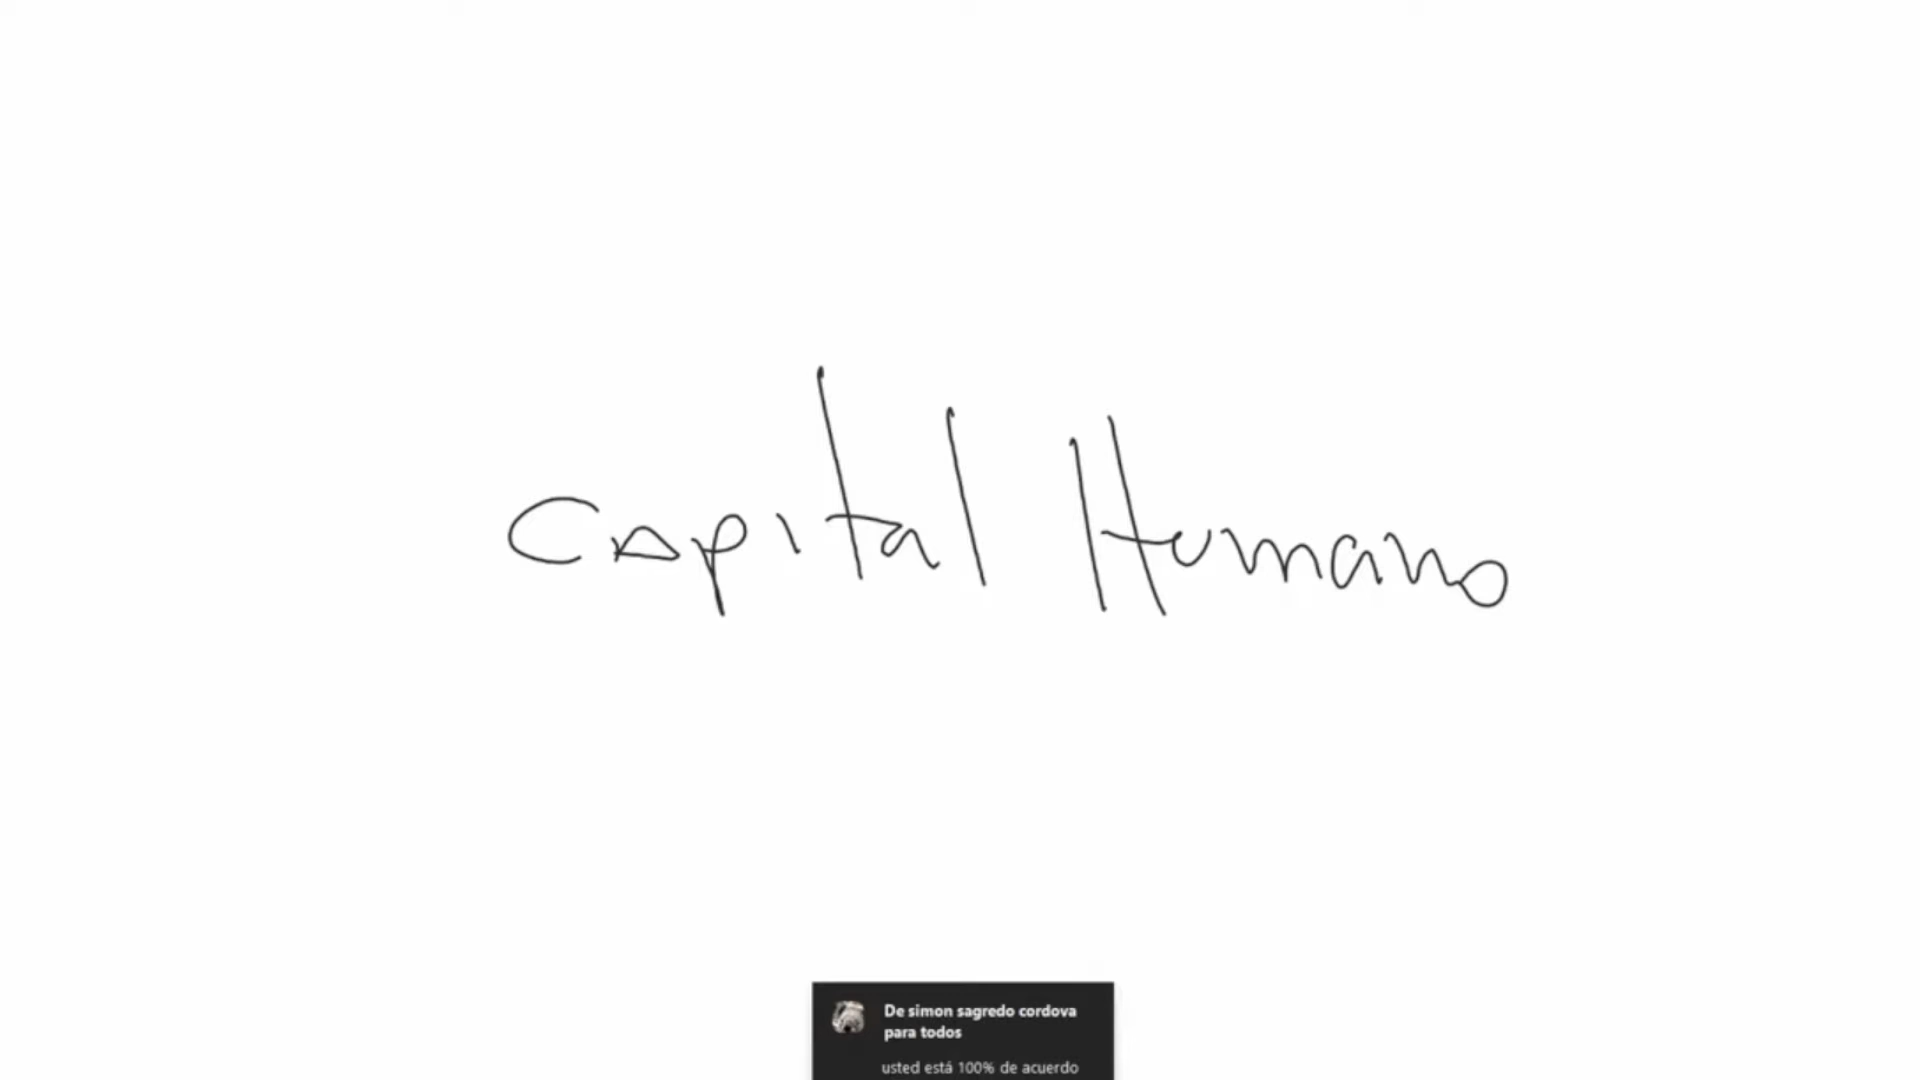 capital Humano
De simon sagredo cordova
para todos
usted está 100% de acuerdo